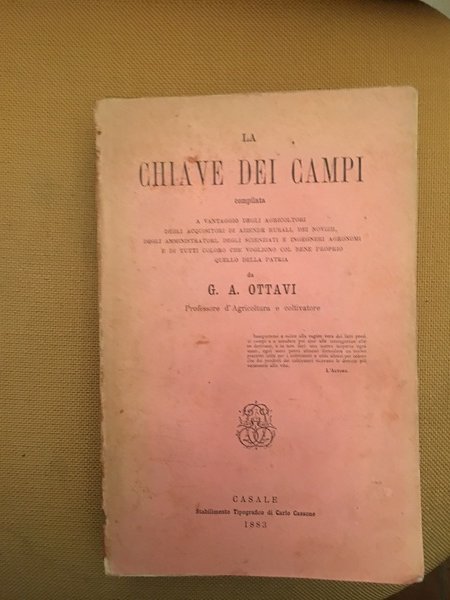 LA
CHIAVE DEI CAMPI
compilata
A VANTAGGIO DEGLI AGRICOLTORI
DEGLI ACQUISITORI DI AZIENDE RURALI, DEI NOVIZII,
DEGLI AMMINISTRATORI, DEGLI SCIENZIATI E INGEGNERI AGRONOMI
E DI TUTTI COLORO CHE VOGLIONO COL BENE PROPRIO
QUELLO DELLA PATRIA
da
G. A. OTTAVI
Professore d'Agricoltura e coltivatore
L'AUTORE.
CASALE
Stabilimento Tipografico di Carlo Cassone
1883